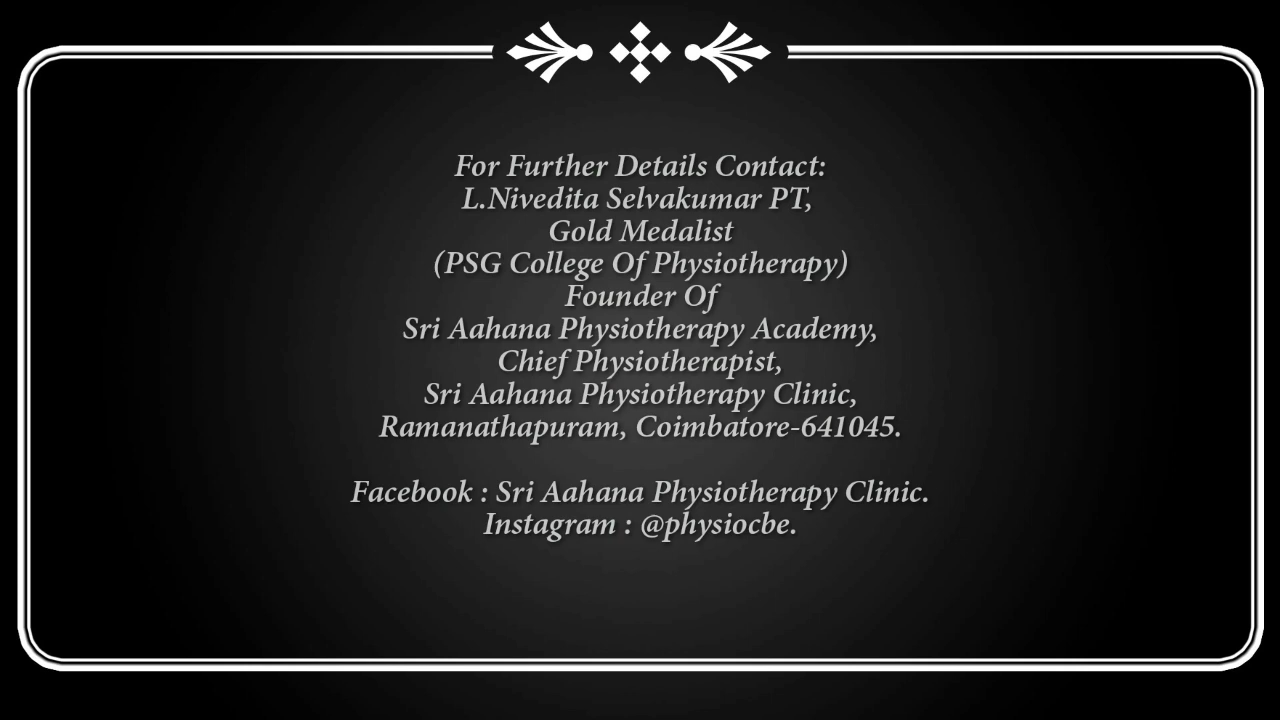 For Further Details Contact:
L.Nivedita Selvakumar PT,
Gold Medalist
(PSG College Of Physiotherapy)
Founder Of
Sri Aahana Physiotherapy Academy,
Chief Physiotherapist,
Sri Aahana Physiotherapy Clinic,
Ramanathapuram, Coimbatore-641045.
Facebook : Sri Aahana Physiotherapy Clinic.
Instagram : @physiocbe.